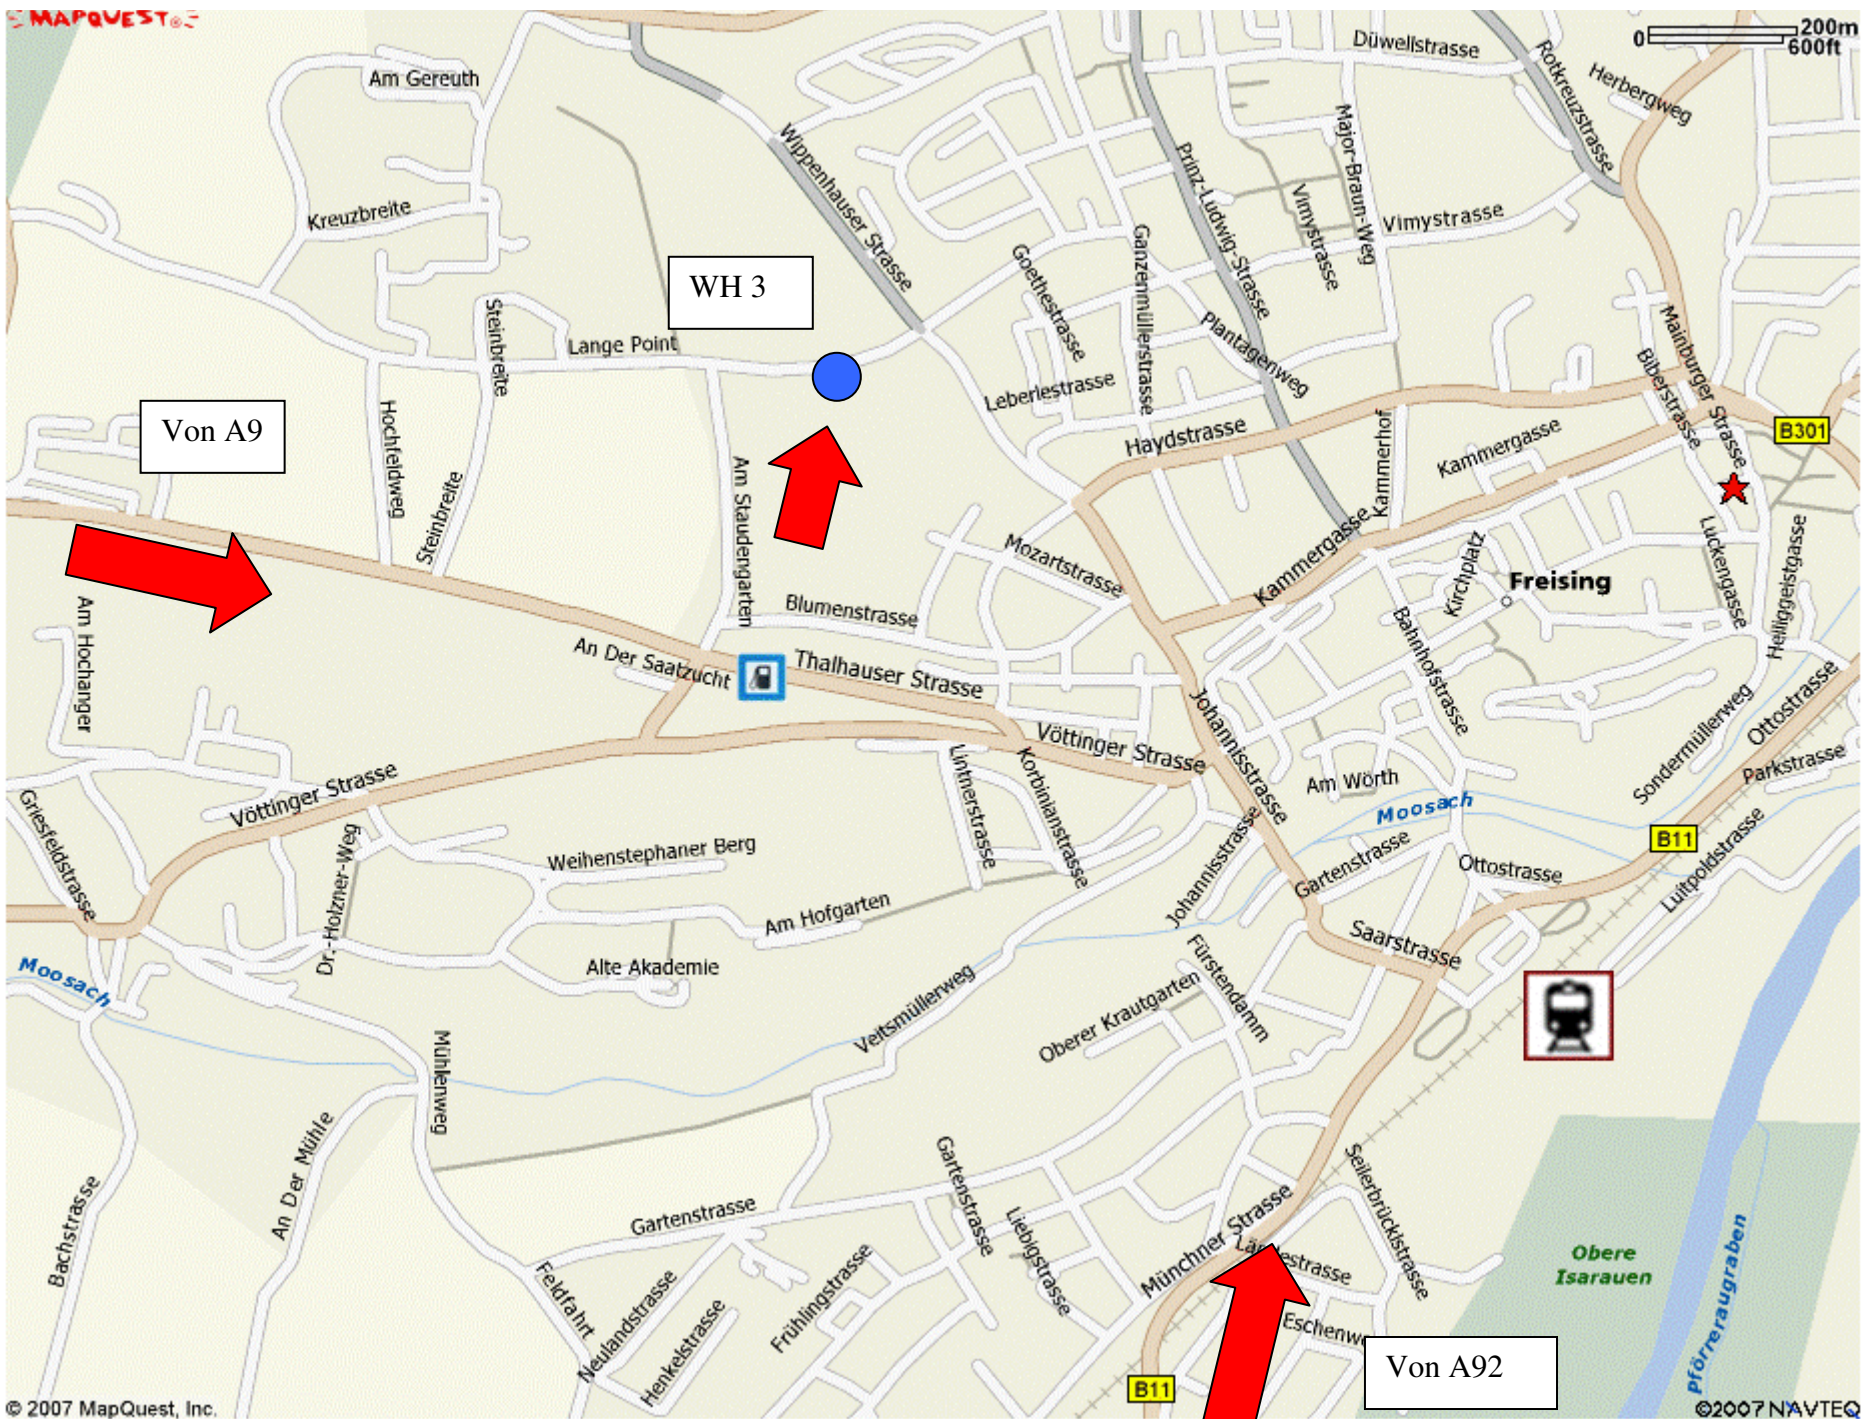 MAPQUEST®
200m
0
600ft
Düwellstrasse
Rotkreuzstrasse
Herbergweg
Am Gereuth
Wippenhauser Strasse
Prinz-Ludwig-Strasse
Major-Braun-Weg
Vimystrasse
Vimystrasse
Kreuzbreite
Goethestrasse
Ganzenmüllerstrasse
WH 3
Steinbreite
Lange Point
Plantagenweg
Mainburger Strasse
Biberstrasse
Leberlestrasse
Von A9
Hochfeldweg
Haydstrasse
Kammerhof
Kammergasse
B301
Steinbreite
Am Staudengarten
Mozartstrasse
Kammergasse
Kirchplatz
Freising
Luckengasse
Heiliggeistgasse
Am Hochanger
Blumenstrasse
Bahnhofstrasse
An Der Saatzucht
Thalhauser Strasse
Johannisstrasse
Vöttinger Strasse
Sondermüllerweg
Ottostrasse
Parkstrasse
Lintnerstrasse
Korbinianstrasse
Am Wörth
Moosach
Griesfeldstrasse
Vöttinger Strasse
Dr.-Holzner-Weg
Weihenstephaner Berg
Johannisstrasse
Gartenstrasse
Ottostrasse
B11
Luitpoldstrasse
Am Hofgarten
Saarstrasse
Moosach
Alte Akademie
Veitsmüllerweg
Fürstendamm
Oberer Krautgarten
Mühlenweg
An Der Mühle
Bachstrasse
Gartenstrasse
Gartenstrasse
Liebigstrasse
Münchner Strasse
Seilerbrücklstrasse
Obere
Isarauen
Pförreraugraben
Feldfahrt
Neulandstrasse
Henkelstrasse
Frühlingstrasse
B11
Von A92
© 2007 MapQuest, Inc.
©2007 NAVTEQ